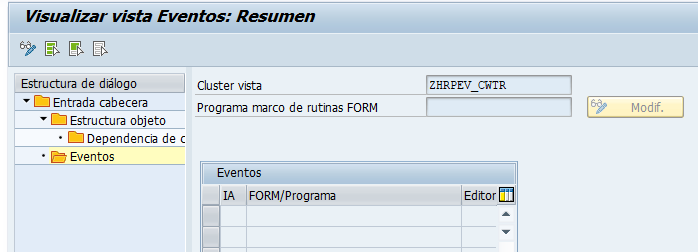 Visualizar vista Eventos: Resumen
Estructura de diálogo
Entrada cabecera
Estructura objeto
Dependencia de c
Eventos
Cluster vista ZHRPEV_CWTR
Programa marco de rutinas FORM Modif.
Eventos
IA FORM/Programa Editor